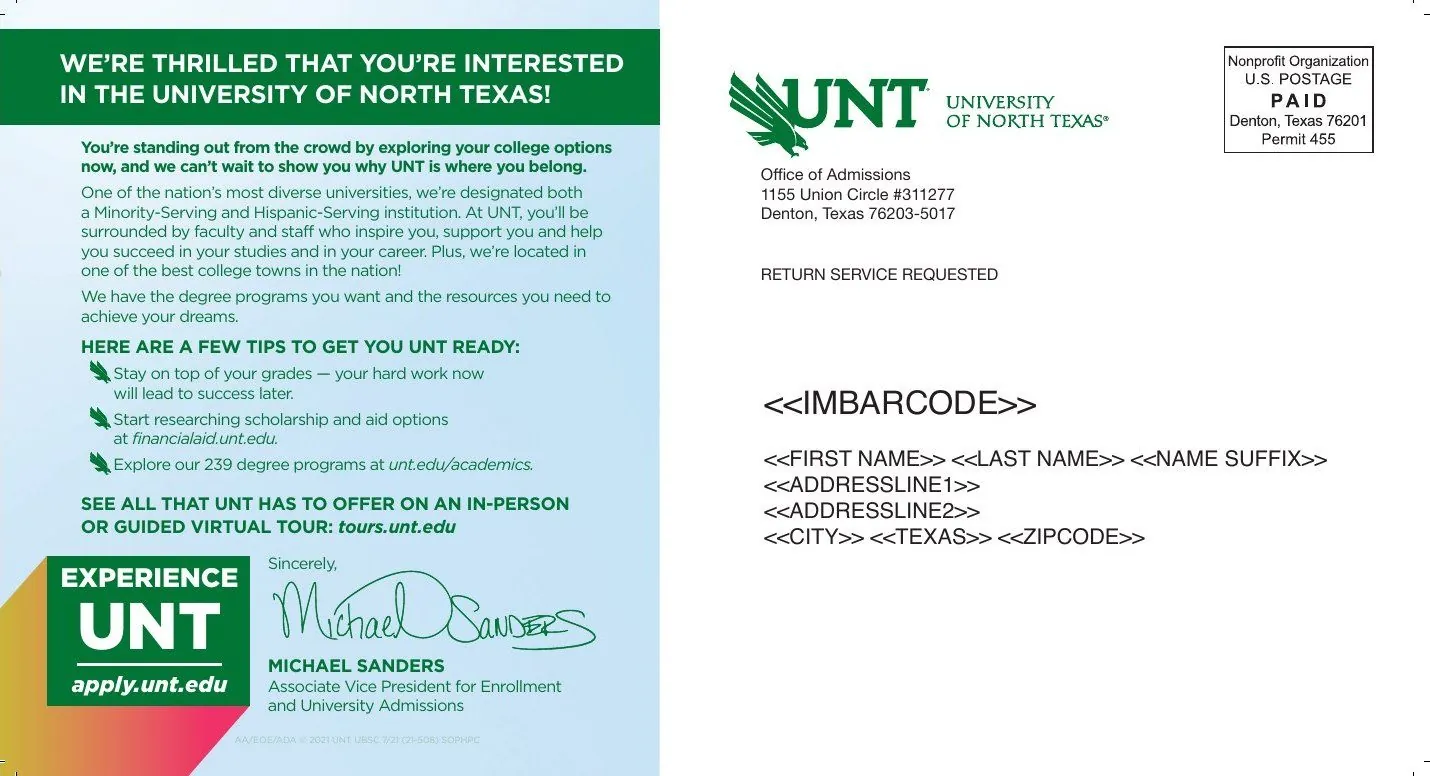 WE’RE THRILLED THAT YOU’RE INTERESTED
IN THE UNIVERSITY OF NORTH TEXAS!
You’re standing out from the crowd by exploring your college options
now, and we can’t wait to show you why UNT is where you belong.
One of the nation’s most diverse universities, we’re designated both
a Minority-Serving and Hispanic-Serving institution. At UNT, you’ll be
surrounded by faculty and staff who inspire you, support you and help
you succeed in your studies and in your career. Plus, we’re located in
one of the best college towns in the nation!
We have the degree programs you want and the resources you need to
achieve your dreams.
HERE ARE A FEW TIPS TO GET YOU UNT READY:
Stay on top of your grades — your hard work now
will lead to success later.
Start researching scholarship and aid options
at financialaid.unt.edu.
Explore our 239 degree programs at unt.edu/academics.
SEE ALL THAT UNT HAS TO OFFER ON AN IN-PERSON
OR GUIDED VIRTUAL TOUR: tours.unt.edu
EXPERIENCE
UNT
apply.unt.edu
Sincerely,
Michael Sanders
MICHAEL SANDERS
Associate Vice President for Enrollment
and University Admissions
AA/EOE/ADA © 2021 UNT UBSC 7/21 (21-508) SOPHPC
UNT
UNIVERSITY
OF NORTH TEXAS®
Office of Admissions
1155 Union Circle #311277
Denton, Texas 76203-5017
RETURN SERVICE REQUESTED
Nonprofit Organization
U.S. POSTAGE
PAID
Denton, Texas 76201
Permit 455
<<IMBARCODE>>
<<FIRST NAME>> <<LAST NAME>> <<NAME SUFFIX>>
<<ADDRESSLINE1>>
<<ADDRESSLINE2>>
<<CITY>> <<TEXAS>> <<ZIPCODE>>